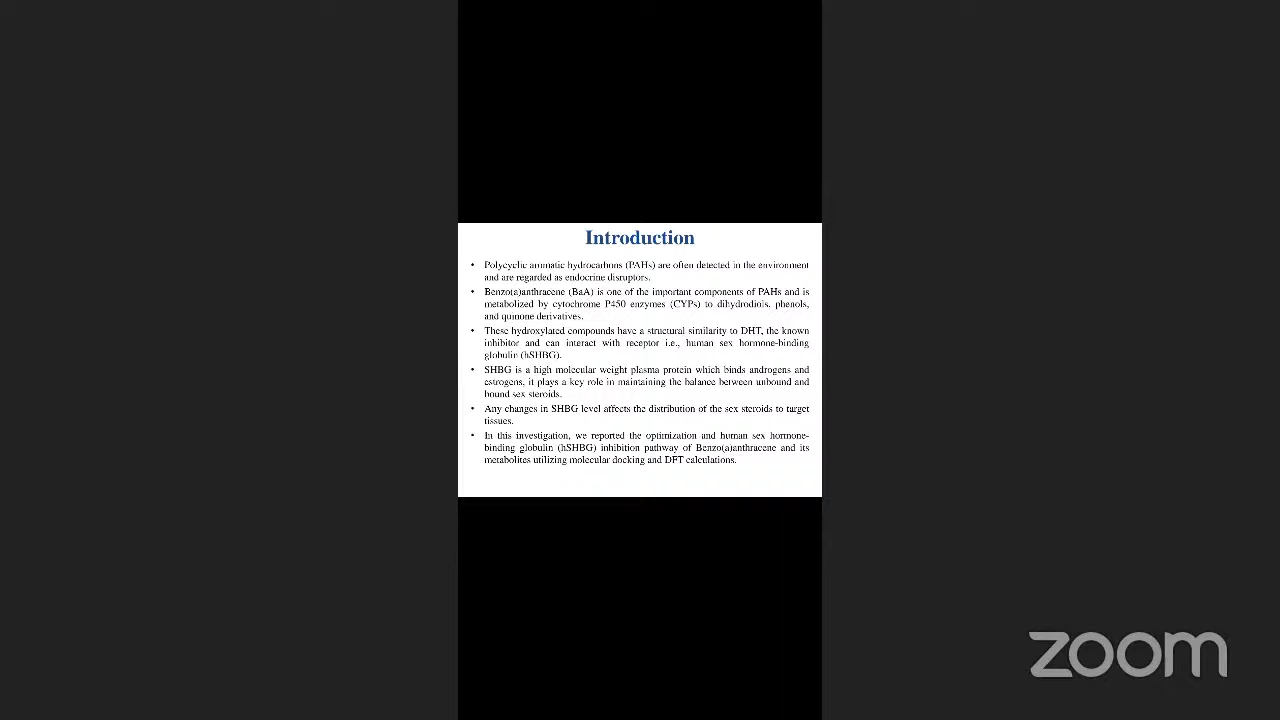 Introduction
• Polycyclic aromatic hydrocarbons (PAHs) are often detected in the environment
and are regarded as endocrine disruptors.
• Benzo(a)anthracene (BaA) is one of the important components of PAHs and is
metabolized by cytochrome P450 enzymes (CYPs) to dihydrodiols, phenols,
and quinone derivatives.
• These hydroxylated compounds have a structural similarity to DHT, the known
inhibitor and can interact with receptor i.e., human sex hormone-binding
globulin (hSHBG).
• SHBG is a high molecular weight plasma protein which binds androgens and
estrogens, it plays a key role in maintaining the balance between unbound and
bound sex steroids.
• Any changes in SHBG level affects the distribution of the sex steroids to target
tissues.
• In this investigation, we reported the optimization and human sex hormone-
binding globulin (hSHBG) inhibition pathway of Benzo(a)anthracene and its
metabolites utilizing molecular docking and DFT calculations.
zoom